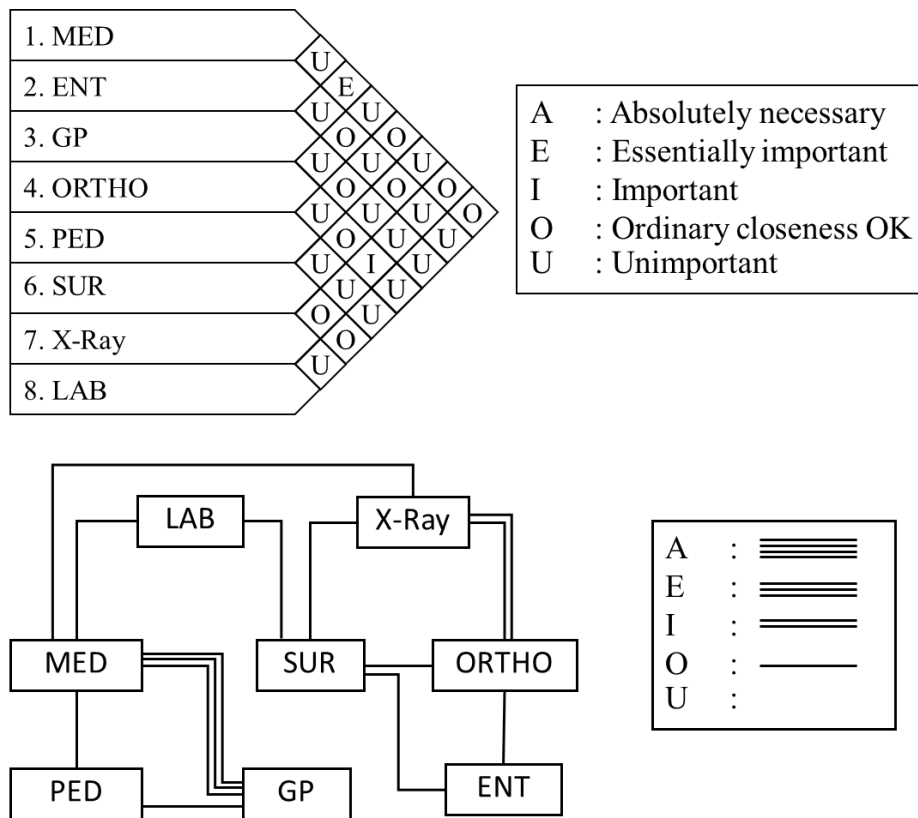 1. MED
U
2. ENT E
U U
3. GP O O
U U U
4. ORTHO O O O
U U U O
5. PED O U U
U I U
6. SUR U U
O U
7. X-Ray O
U
8. LAB
A : Absolutely necessary
E : Essentially important
I : Important
O : Ordinary closeness OK
U : Unimportant
LAB
X-Ray
MED
SUR
ORTHO
PED
GP
ENT
A :
E :
I :
O :
U :